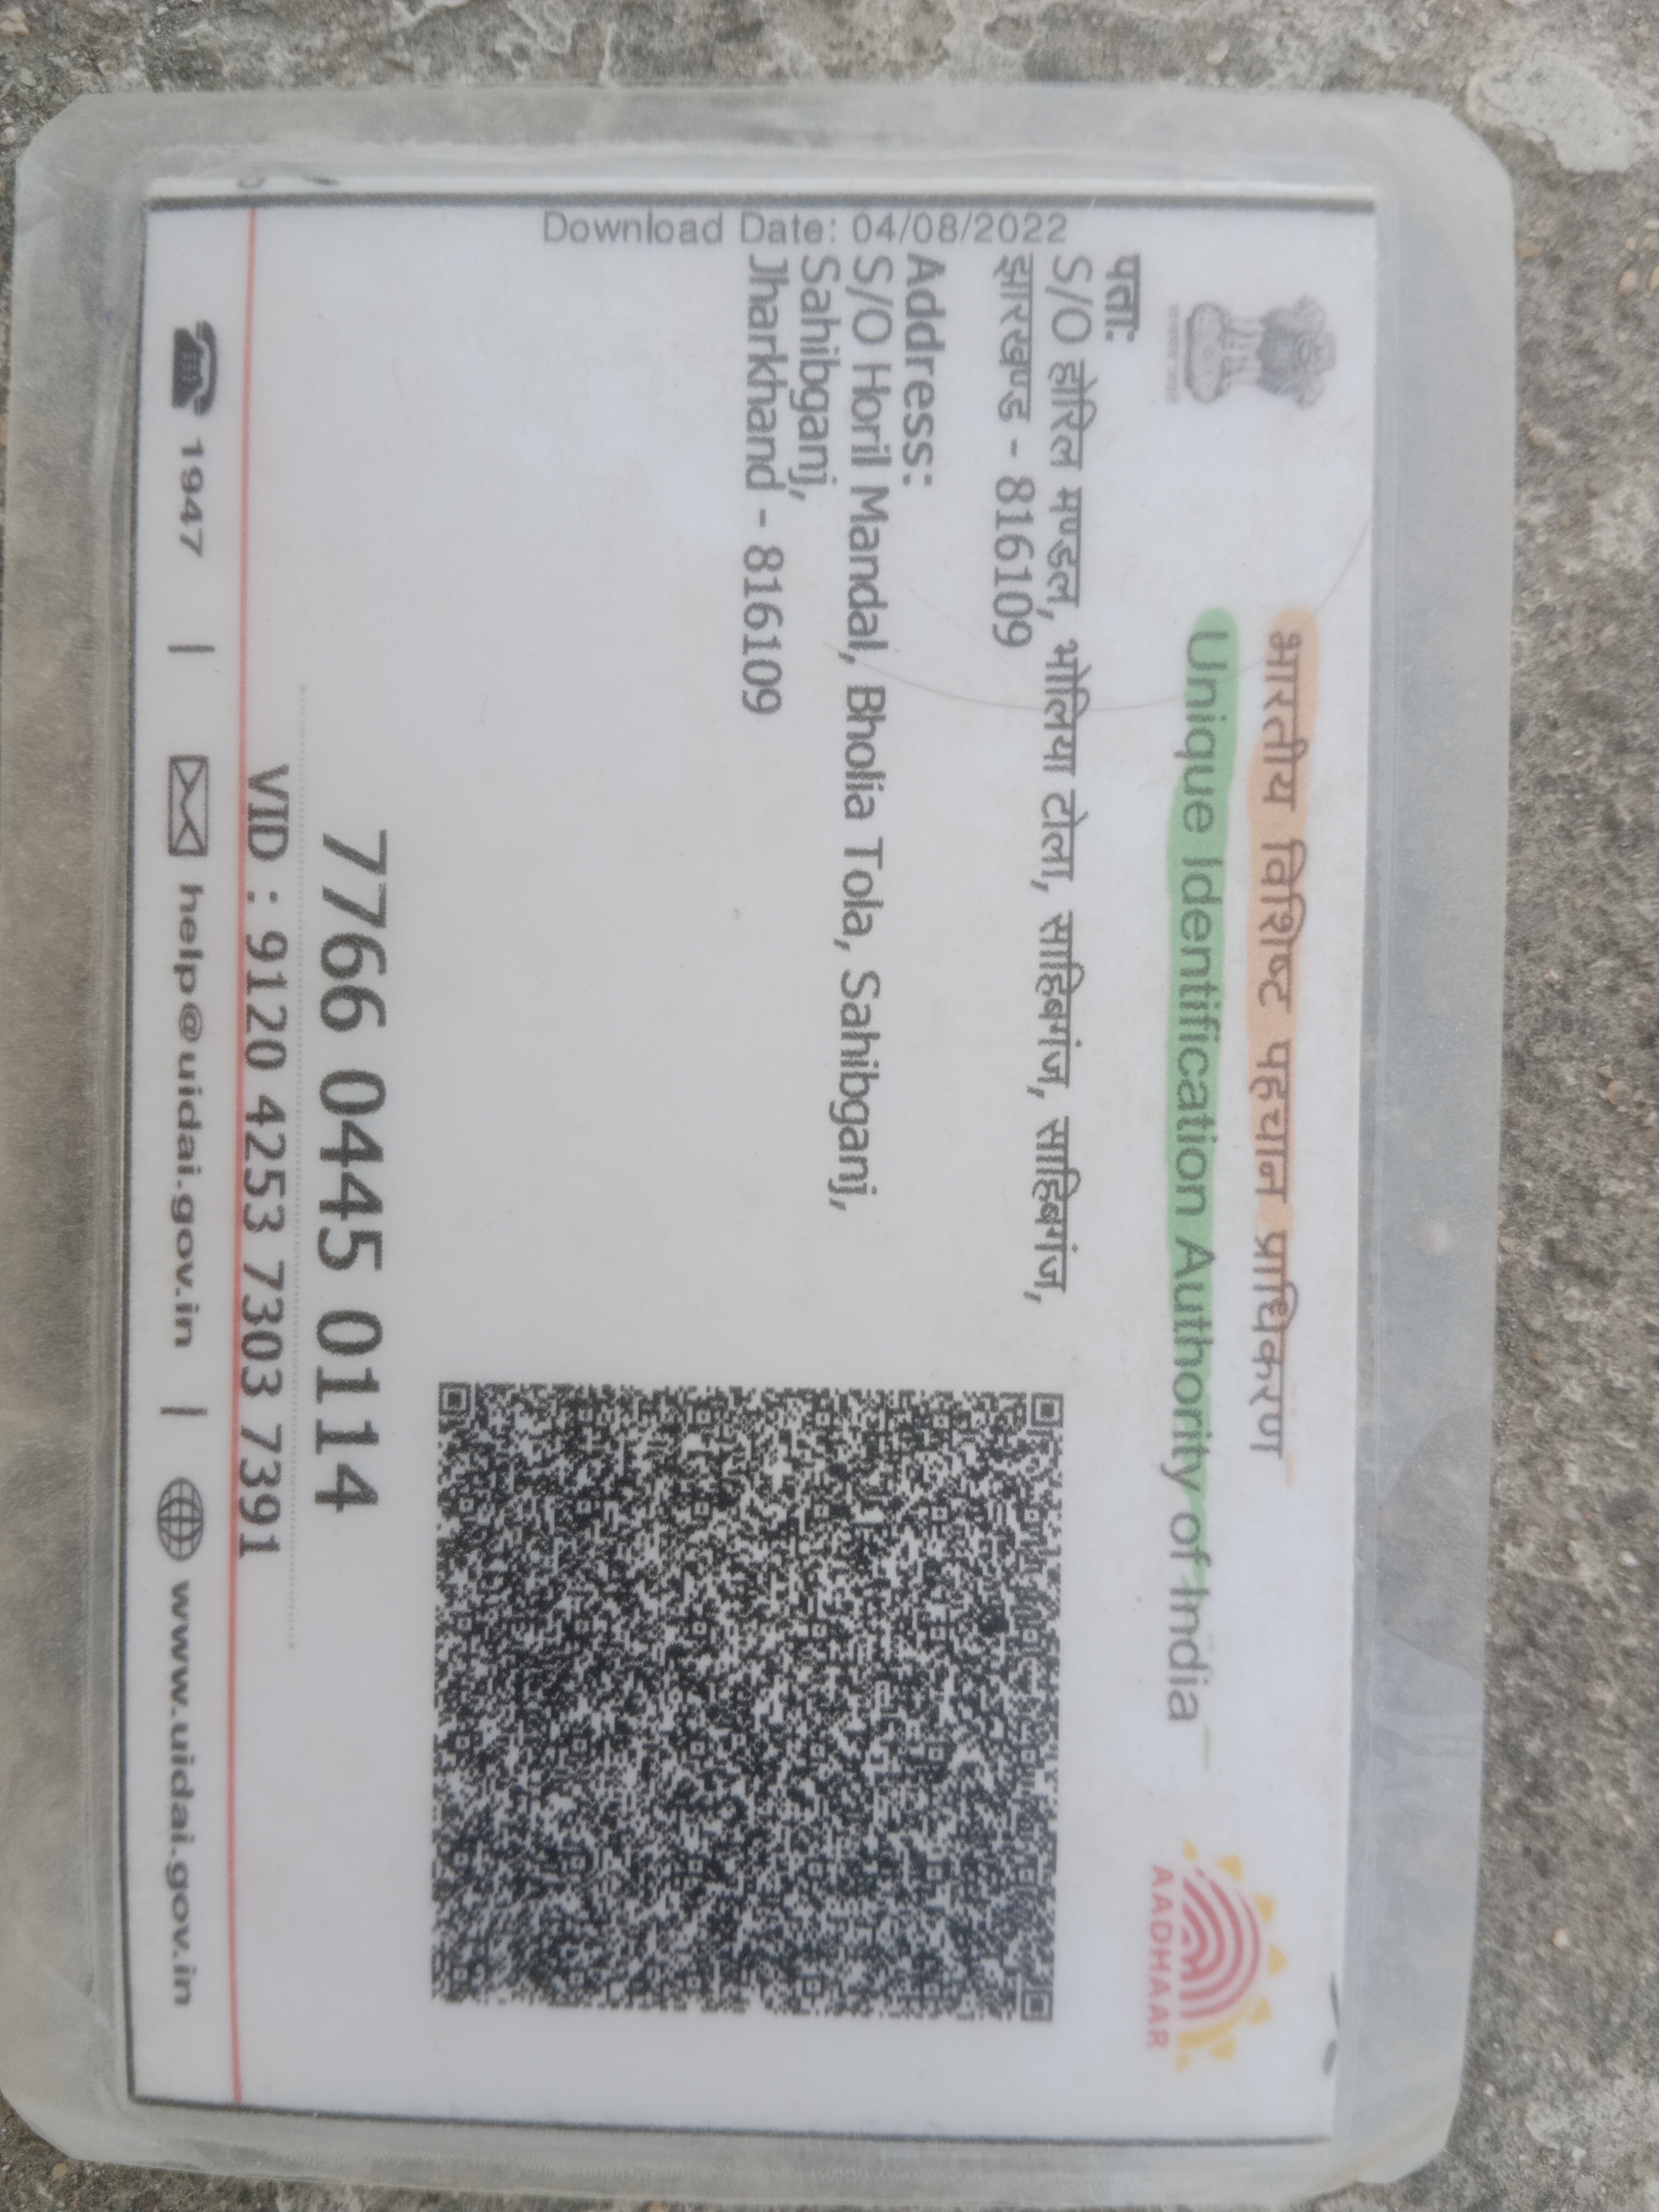 भारतीय विशिष्ट पहचान प्राधिकरण
Unique Identification Authority of India
AADHAAR
पता:
S/O होरिल मण्डल, भोलिया टोला, साहिबगंज, साहिबगंज,
झारखण्ड - 816109
Address:
S/O Horil Mandal, Bholia Tola, Sahibganj,
Sahibganj,
Jharkhand - 816109
Download Date: 04/08/2022
7766 0445 0114
VID : 9120 4253 7303 7391
1947 | help@uidai.gov.in | www.uidai.gov.in